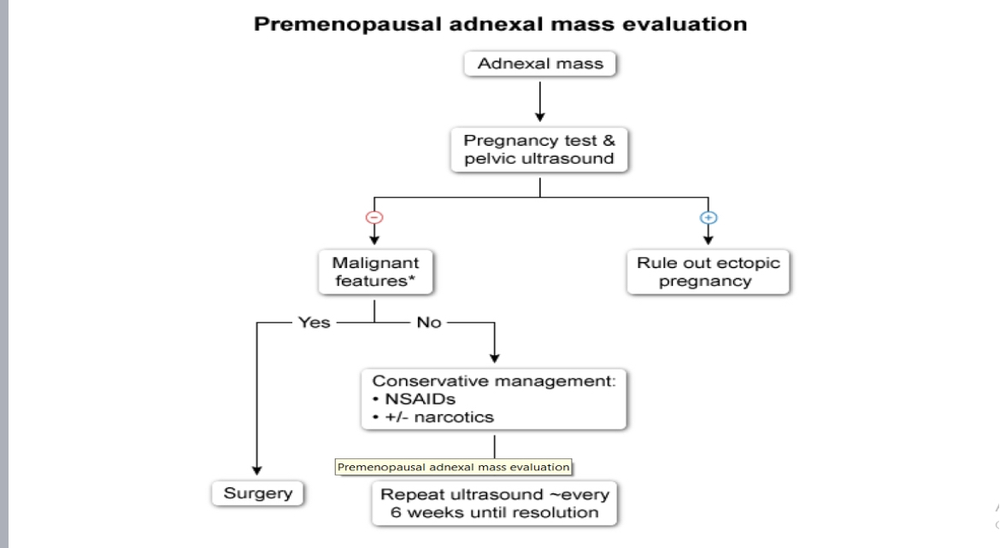 Premenopausal adnexal mass evaluation
Adnexal mass
Pregnancy test &
pelvic ultrasound
Malignant
features*
Rule out ectopic
pregnancy
Yes
No
Conservative management:
• NSAIDs
• +/- narcotics
Premenopausal adnexal mass evaluation
Surgery
Repeat ultrasound ~every
6 weeks until resolution